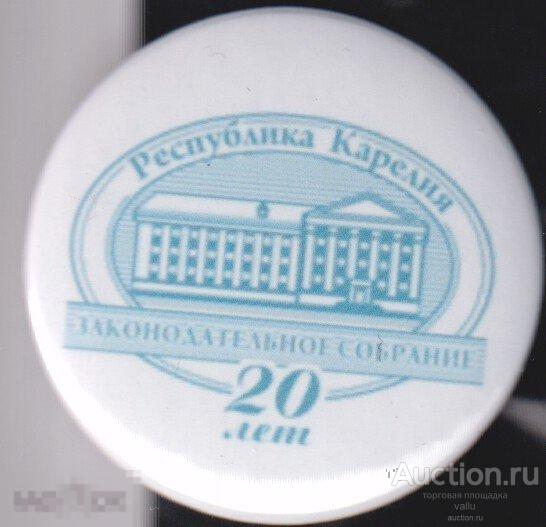 Республика Карелия
ЗАКОНОДАТЕЛЬНОЕ СОБРАНИЕ
20
лет
Auction.ru
торговая площадка
vallu
auction.ru